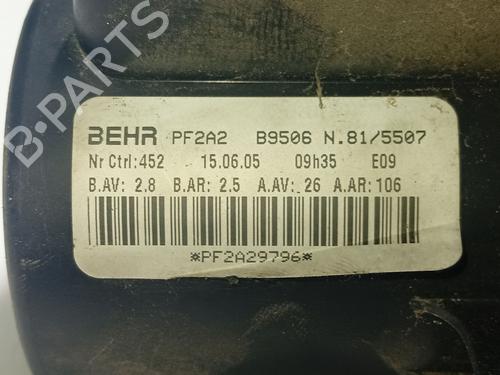 B-PARTS
BEHR PF2A2 B9506 N.81/5507
Nr Ctrl:452 15.06.05 09h35 E09
B.AV: 2.8 B.AR: 2.5 A.AV: 26 A.AR: 106
*PF2A29796*